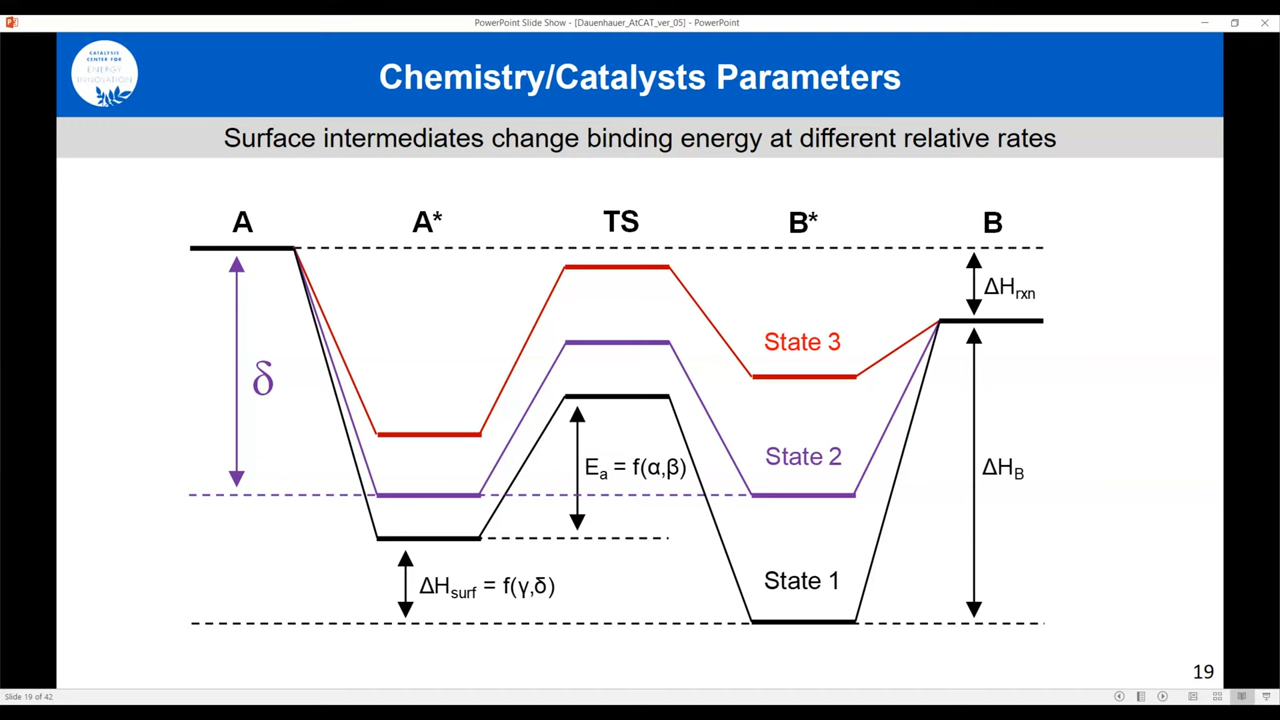 PowerPoint Slide Show - [Dauenhauer_AtCAT_ver_05] - PowerPoint
CATALYSIS
CENTER FOR
ENERGY
INNOVATION
Chemistry/Catalysts Parameters
Surface intermediates change binding energy at different relative rates
A A* TS B* B
ΔHrxn
State 3
δ
Ea = f(α,β)
State 2
ΔHB
ΔHsurf = f(γ,δ)
State 1
19
Slide 19 of 42